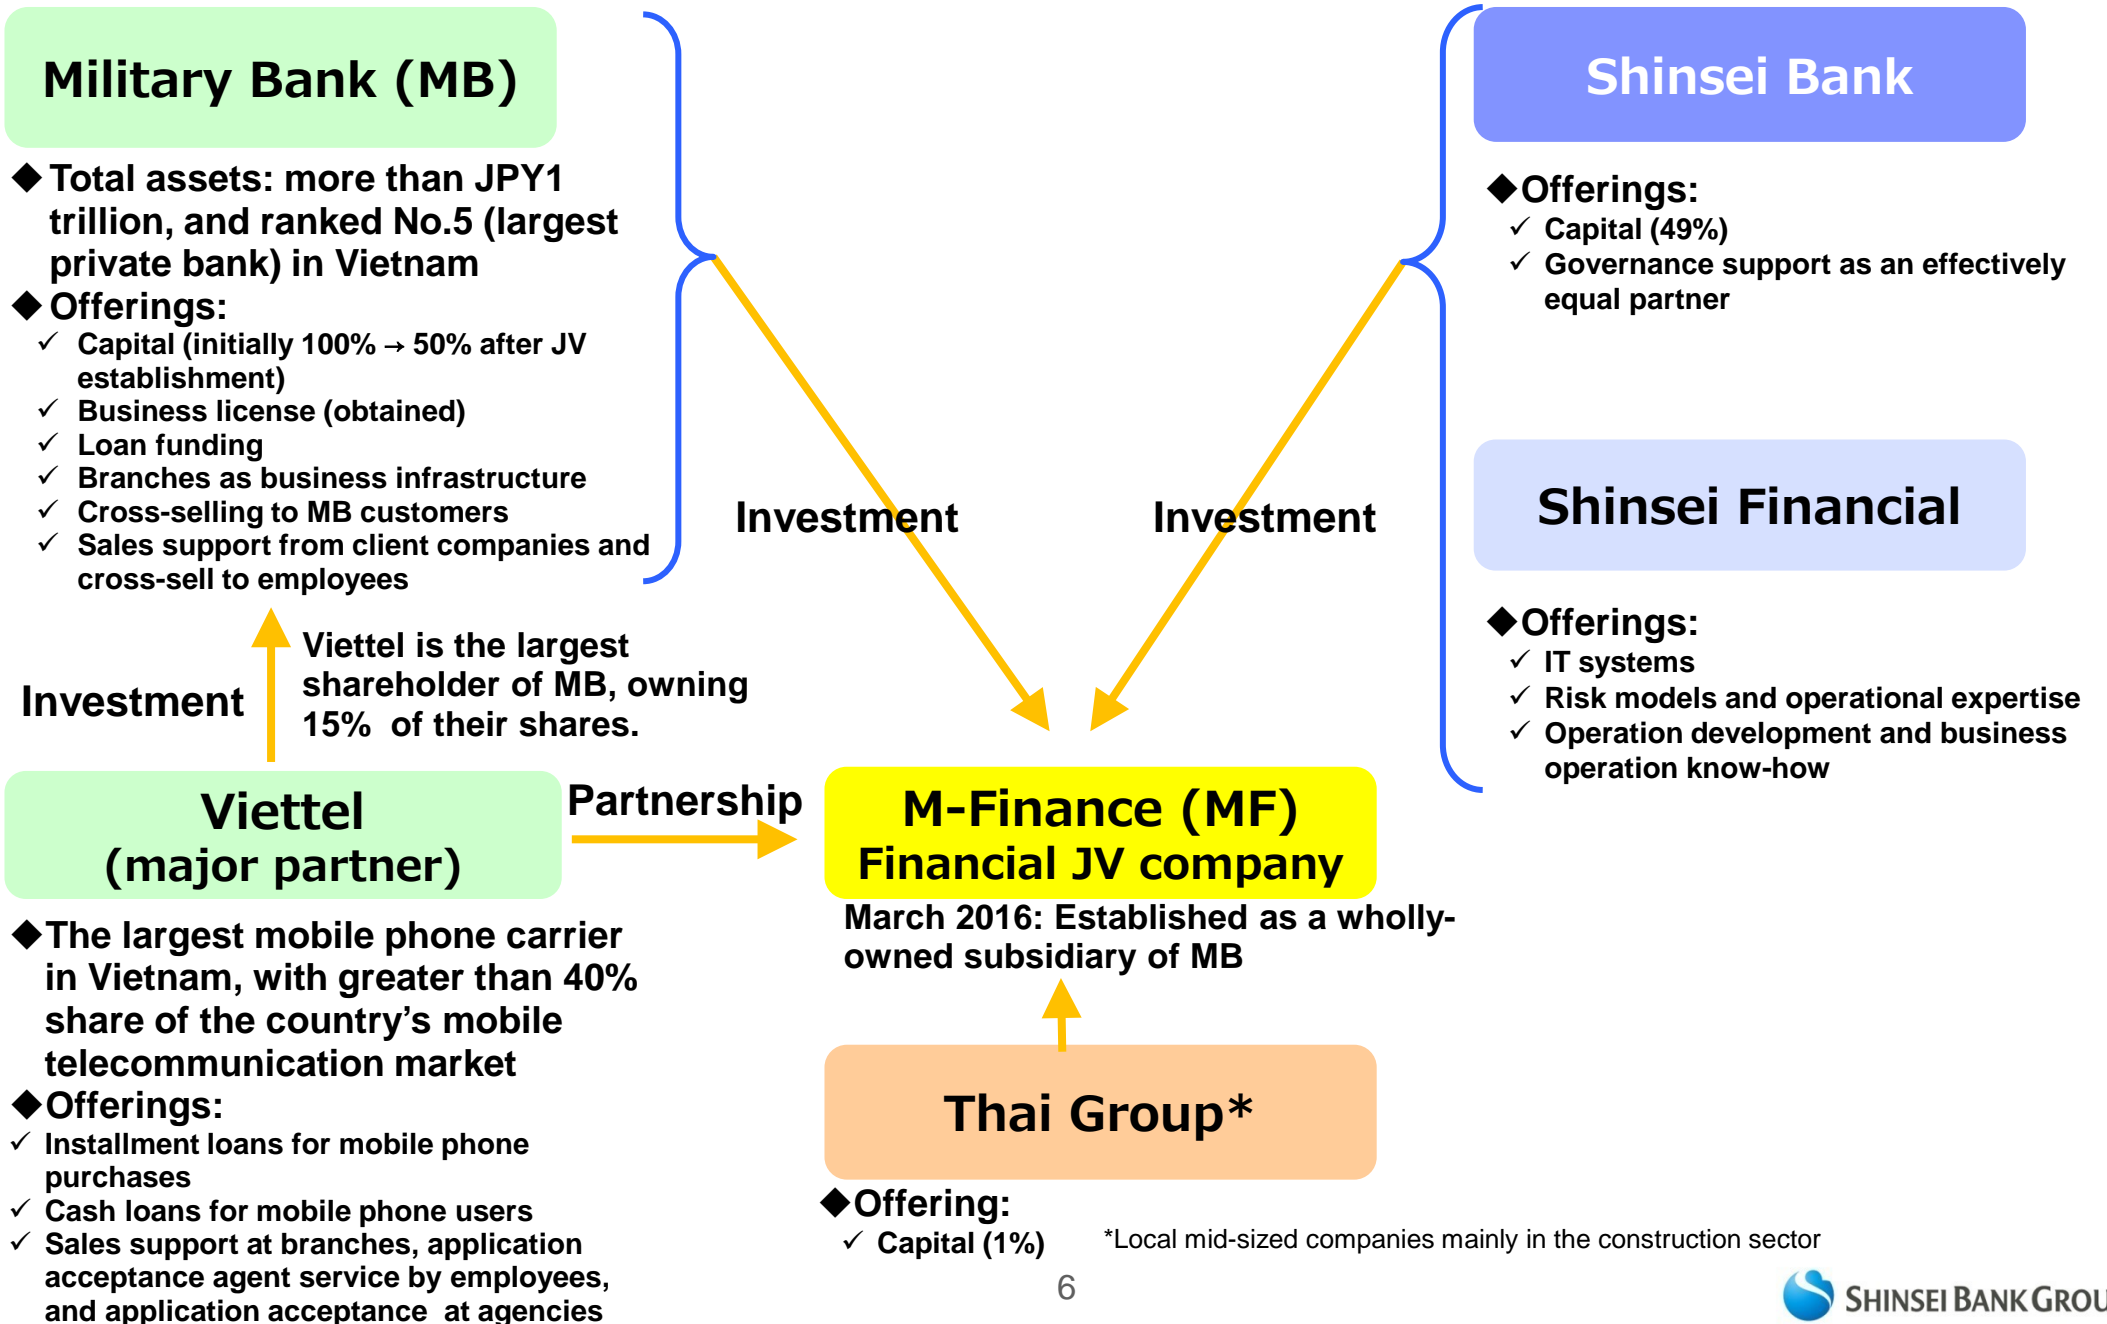 Military Bank (MB)
◆Total assets: more than JPY1
trillion, and ranked No.5 (largest
private bank) in Vietnam
◆Offerings:
✓ Capital (initially 100% → 50% after JV
establishment)
✓ Business license (obtained)
✓ Loan funding
✓ Branches as business infrastructure
✓ Cross-selling to MB customers
✓ Sales support from client companies and
cross-sell to employees
Investment
Viettel is the largest
shareholder of MB, owning
15% of their shares.
Viettel
(major partner)
◆The largest mobile phone carrier
in Vietnam, with greater than 40%
share of the country’s mobile
telecommunication market
◆Offerings:
✓ Installment loans for mobile phone
purchases
✓ Cash loans for mobile phone users
✓ Sales support at branches, application
acceptance agent service by employees,
and application acceptance at agencies
Partnership
Investment
Investment
M-Finance (MF)
Financial JV company
March 2016: Established as a wholly-
owned subsidiary of MB
Thai Group*
◆Offering:
✓ Capital (1%)
*Local mid-sized companies mainly in the construction sector
Shinsei Bank
◆Offerings:
✓ Capital (49%)
✓ Governance support as an effectively
equal partner
Shinsei Financial
◆Offerings:
✓ IT systems
✓ Risk models and operational expertise
✓ Operation development and business
operation know-how
6
SHINSEI BANK GROU